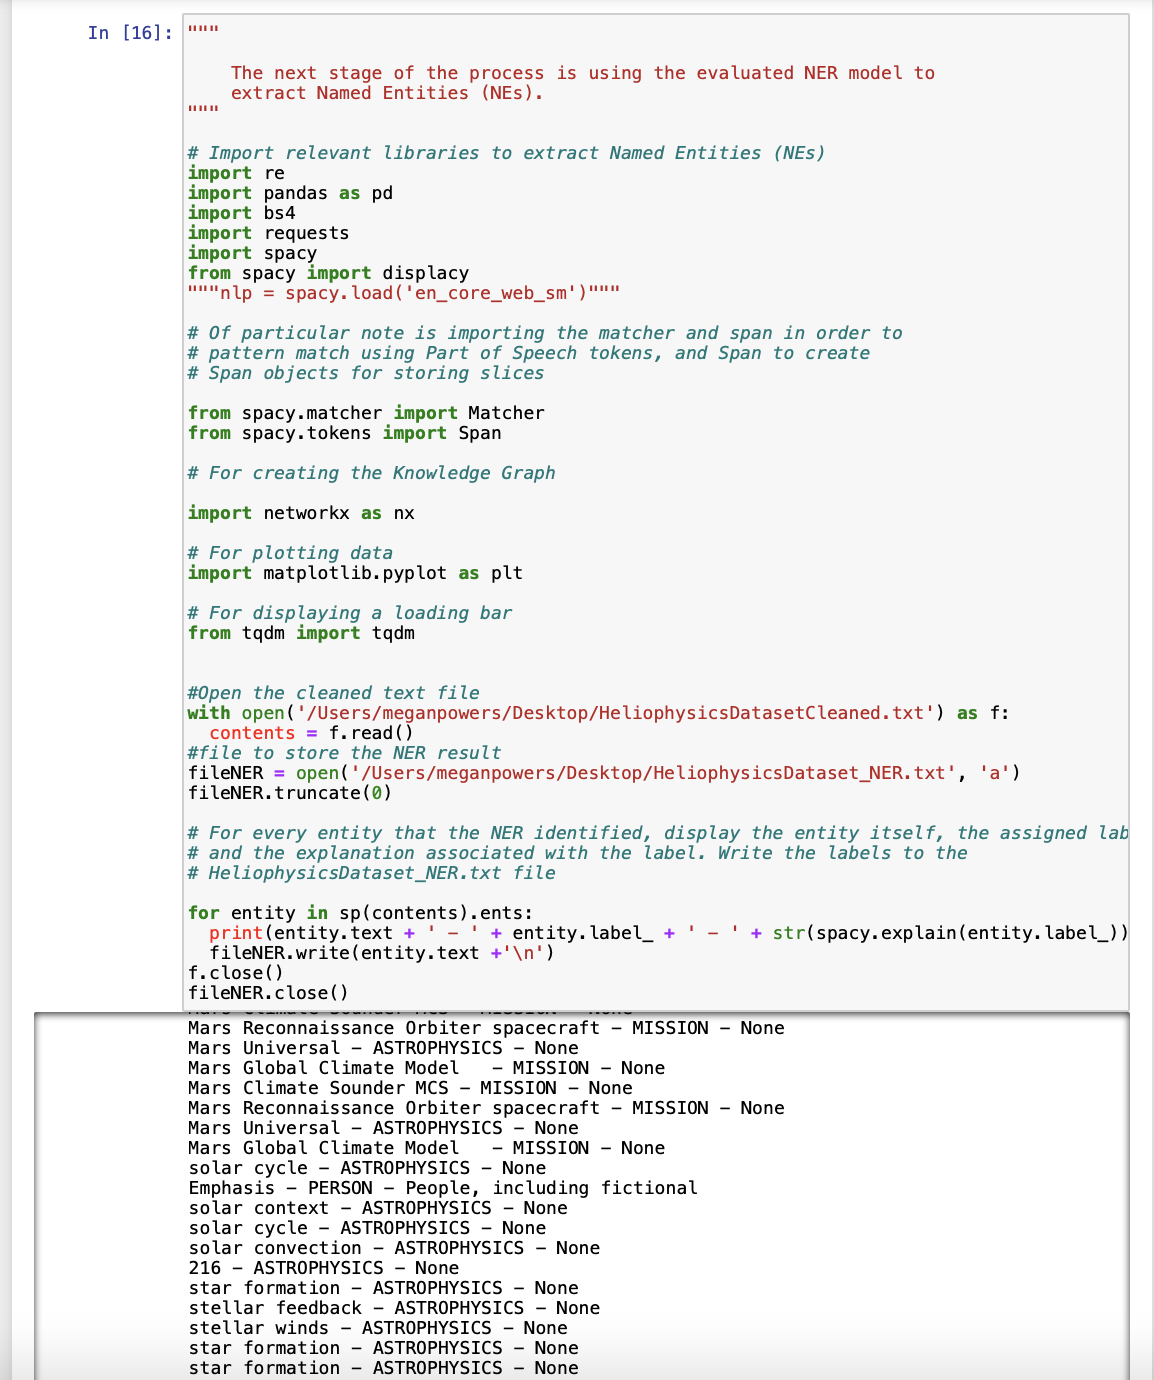 In [16]: """
The next stage of the process is using the evaluated NER model to
extract Named Entities (NEs).
"""
# Import relevant libraries to extract Named Entities (NEs)
import re
import pandas as pd
import bs4
import requests
import spacy
from spacy import displacy
"""nlp = spacy.load('en_core_web_sm')"""
# Of particular note is importing the matcher and span in order to
# pattern match using Part of Speech tokens, and Span to create
# Span objects for storing slices
from spacy.matcher import Matcher
from spacy.tokens import Span
# For creating the Knowledge Graph
import networkx as nx
# For plotting data
import matplotlib.pyplot as plt
# For displaying a loading bar
from tqdm import tqdm
#Open the cleaned text file
with open('/Users/meganpowers/Desktop/HeliophysicsDatasetCleaned.txt') as f:
  contents = f.read()
#file to store the NER result
fileNER = open('/Users/meganpowers/Desktop/HeliophysicsDataset_NER.txt', 'a')
fileNER.truncate(0)
# For every entity that the NER identified, display the entity itself, the assigned lab
# and the explanation associated with the label. Write the labels to the
# HeliophysicsDataset_NER.txt file
for entity in sp(contents).ents:
  print(entity.text + ' - ' + entity.label_ + ' - ' + str(spacy.explain(entity.label_))
  fileNER.write(entity.text +'\n')
f.close()
fileNER.close()
Mars Reconnaissance Orbiter spacecraft - MISSION - None
Mars Universal - ASTROPHYSICS - None
Mars Global Climate Model   - MISSION - None
Mars Climate Sounder MCS - MISSION - None
Mars Reconnaissance Orbiter spacecraft - MISSION - None
Mars Universal - ASTROPHYSICS - None
Mars Global Climate Model   - MISSION - None
solar cycle - ASTROPHYSICS - None
Emphasis - PERSON - People, including fictional
solar context - ASTROPHYSICS - None
solar cycle - ASTROPHYSICS - None
solar convection - ASTROPHYSICS - None
216 - ASTROPHYSICS - None
star formation - ASTROPHYSICS - None
stellar feedback - ASTROPHYSICS - None
stellar winds - ASTROPHYSICS - None
star formation - ASTROPHYSICS - None
star formation - ASTROPHYSICS - None